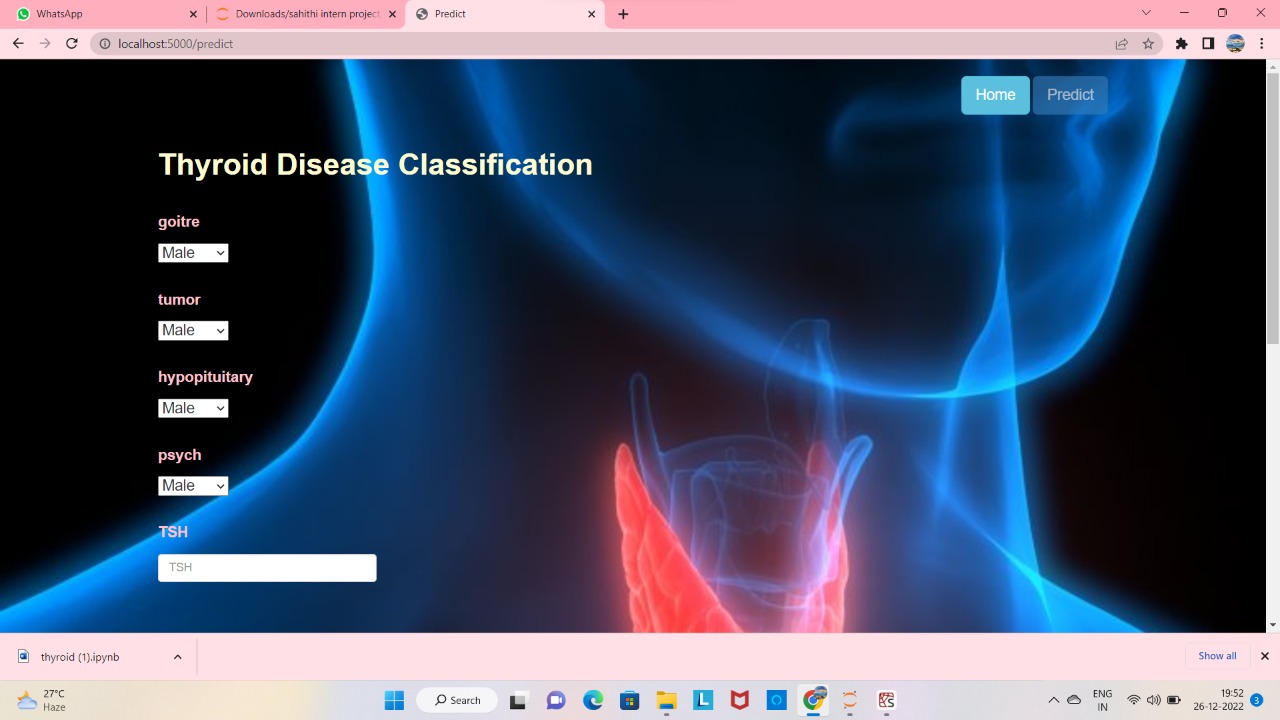 WhatsApp
Downloads/sahithi intern project
Predict
localhost:5000/predict
Home Predict
Thyroid Disease Classification
goitre
Male
tumor
Male
hypopituitary
Male
psych
Male
TSH
TSH
thyroid (1).ipynb
Show all
27°C
Haze
Search
L
ENG
IN
19:52
26-12-2022
3